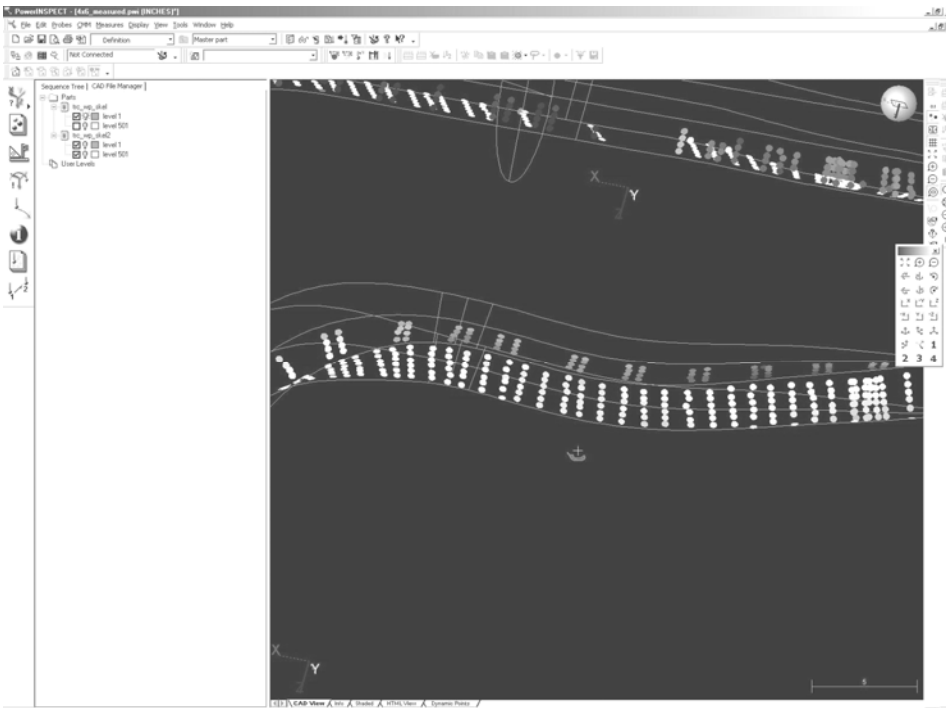 PowerINSPECT - [4x6_measured.pwi (INCHES)*]
File Edit Probes CMM Measures Display View Tools Window Help
Definition Master part
Not Connected
Sequence Tree CAD File Manager
Parts
trc_wp_skel
level 1
level 501
trc_wp_skel2
level 1
level 501
User Levels
X
Y
1
2 3 4
X
Y
5
CAD View Info Shaded HTML View Dynamic Points